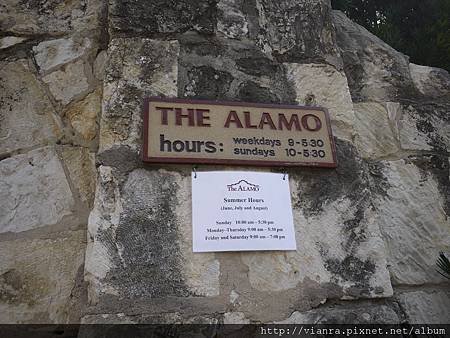 THE ALAMO
hours: weekdays 9-5:30
sundays 10-5:30
The ALAMO
Summer Hours
(June, July and August)
Sunday 10:00 am - 5:30 pm
Monday-Thursday 9:00 am - 5:30 pm
Friday and Saturday 9:00 am - 7:00 pm
http://vianra.pixnet.net/album